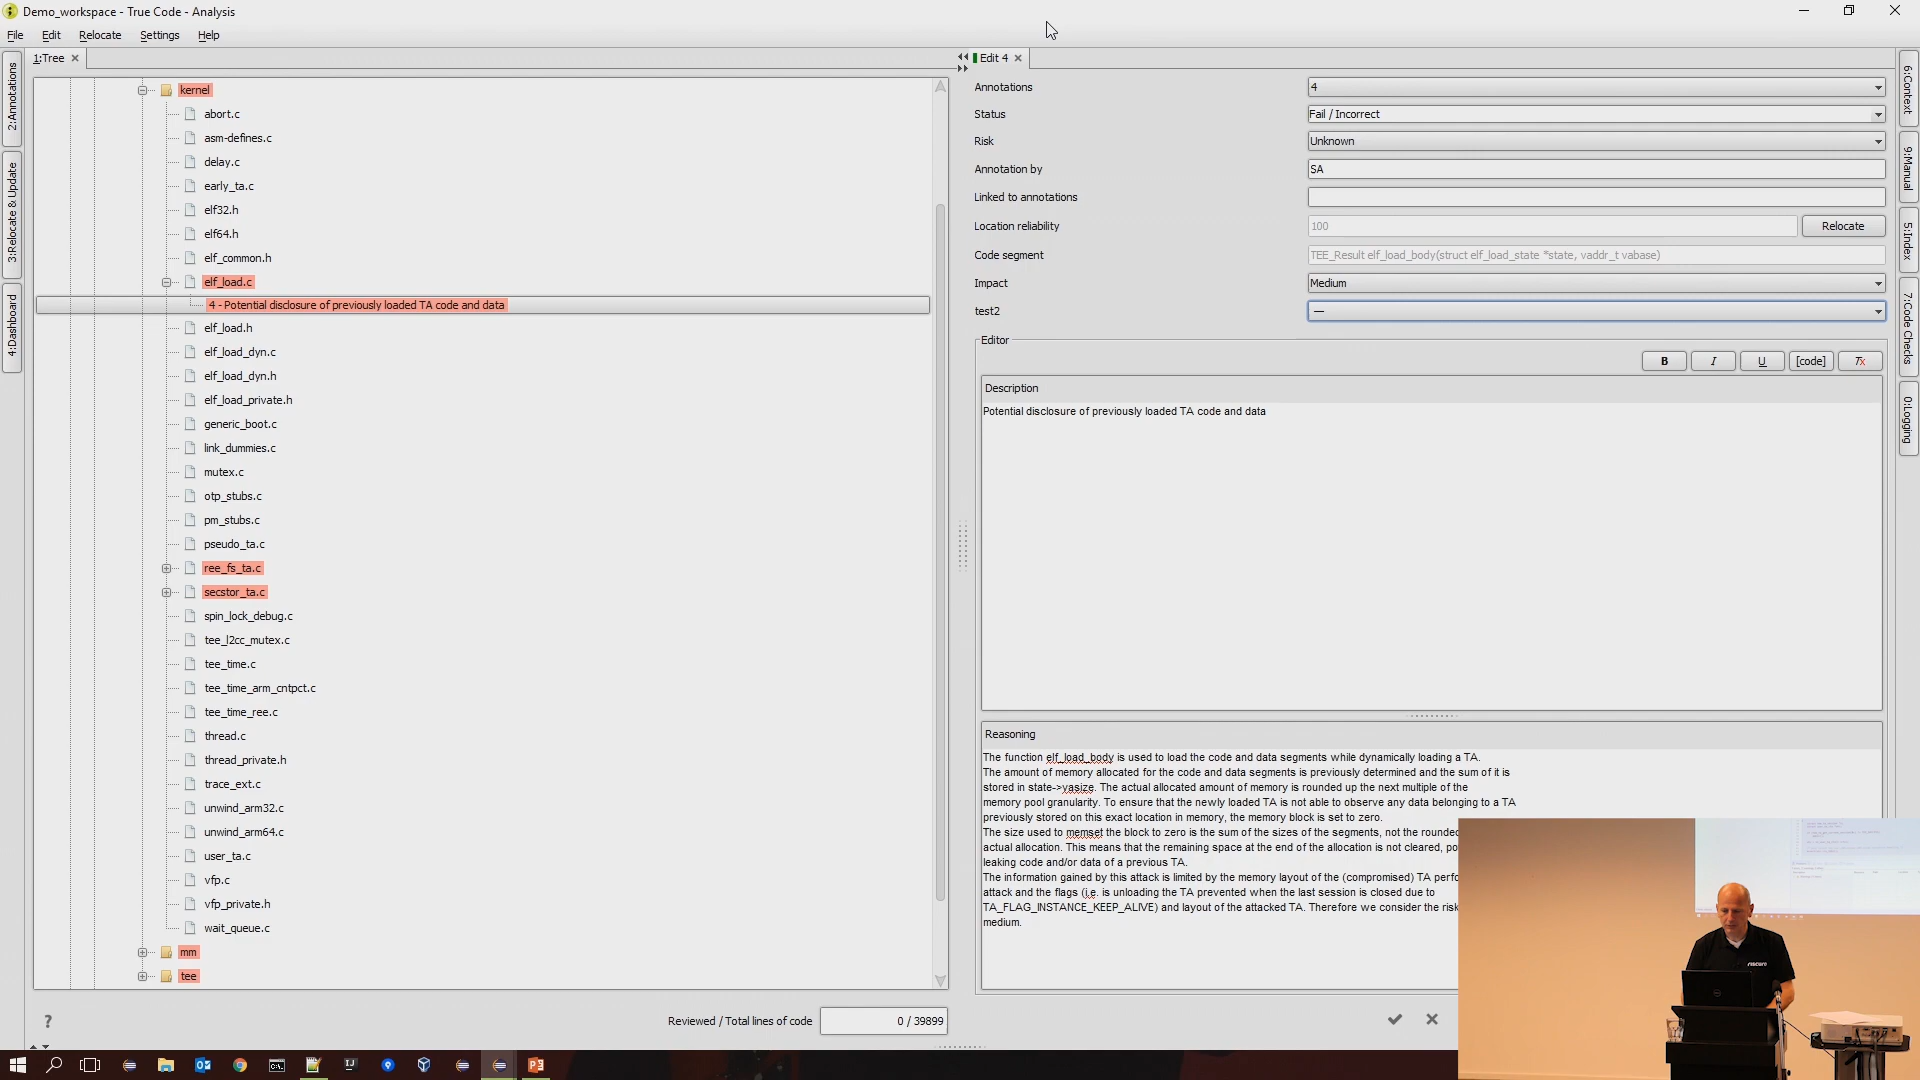 Demo_workspace - True Code - Analysis
File Edit Relocate Settings Help
1:Tree
2:Annotations
3:Relocate & Update
4:Dashboard
kernel
abort.c
asm-defines.c
delay.c
early_ta.c
elf32.h
elf64.h
elf_common.h
elf_load.c
4 - Potential disclosure of previously loaded TA code and data
elf_load.h
elf_load_dyn.c
elf_load_dyn.h
elf_load_private.h
generic_boot.c
link_dummies.c
mutex.c
otp_stubs.c
pm_stubs.c
pseudo_ta.c
ree_fs_ta.c
secstor_ta.c
spin_lock_debug.c
tee_l2cc_mutex.c
tee_time.c
tee_time_arm_cntpct.c
tee_time_ree.c
thread.c
thread_private.h
trace_ext.c
unwind_arm32.c
unwind_arm64.c
user_ta.c
vfp.c
vfp_private.h
wait_queue.c
mm
tee
?
Reviewed / Total lines of code 0 / 39899
Edit 4
Annotations 4
Status Fail / Incorrect
Risk Unknown
Annotation by SA
Linked to annotations
Location reliability 100 Relocate
Code segment TEE_Result elf_load_body(struct elf_load_state *state, vaddr_t vabase)
Impact Medium
test2 —
Editor
B I U [code] Tx
Description
Potential disclosure of previously loaded TA code and data
Reasoning
The function elf_load_body is used to load the code and data segments while dynamically loading a TA.
The amount of memory allocated for the code and data segments is previously determined and the sum of it is
stored in state->vasize. The actual allocated amount of memory is rounded up the next multiple of the
memory pool granularity. To ensure that the newly loaded TA is not able to observe any data belonging to a TA
previously stored on this exact location in memory, the memory block is set to zero.
The size used to memset the block to zero is the sum of the sizes of the segments, not the rounded
actual allocation. This means that the remaining space at the end of the allocation is not cleared, po
leaking code and/or data of a previous TA.
The information gained by this attack is limited by the memory layout of the (compromised) TA perfo
attack and the flags (i.e. is unloading the TA prevented when the last session is closed due to
TA_FLAG_INSTANCE_KEEP_ALIVE) and layout of the attacked TA. Therefore we consider the risk
medium.
6:Context
9:Manual
5:Index
7:Code Checks
0:Logging
riscure